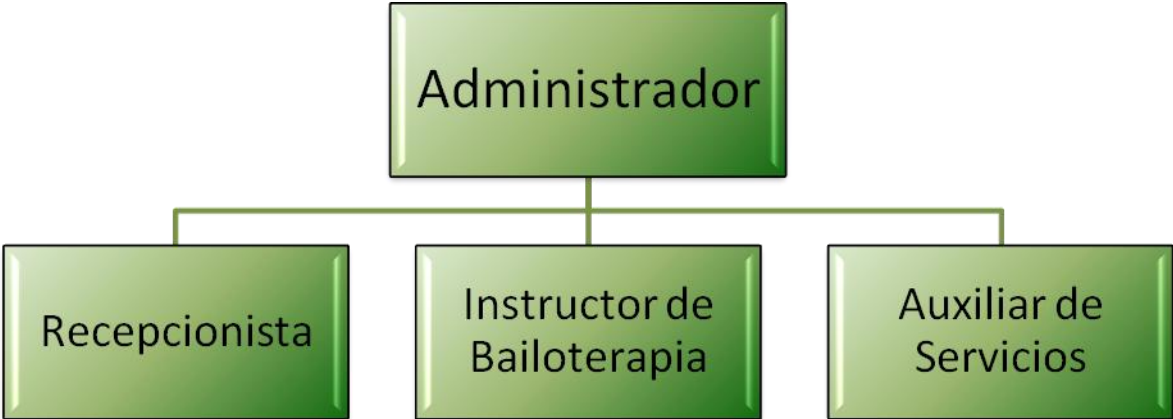 Administrador
Recepcionista
Instructor de
Bailoterapia
Auxiliar de
Servicios